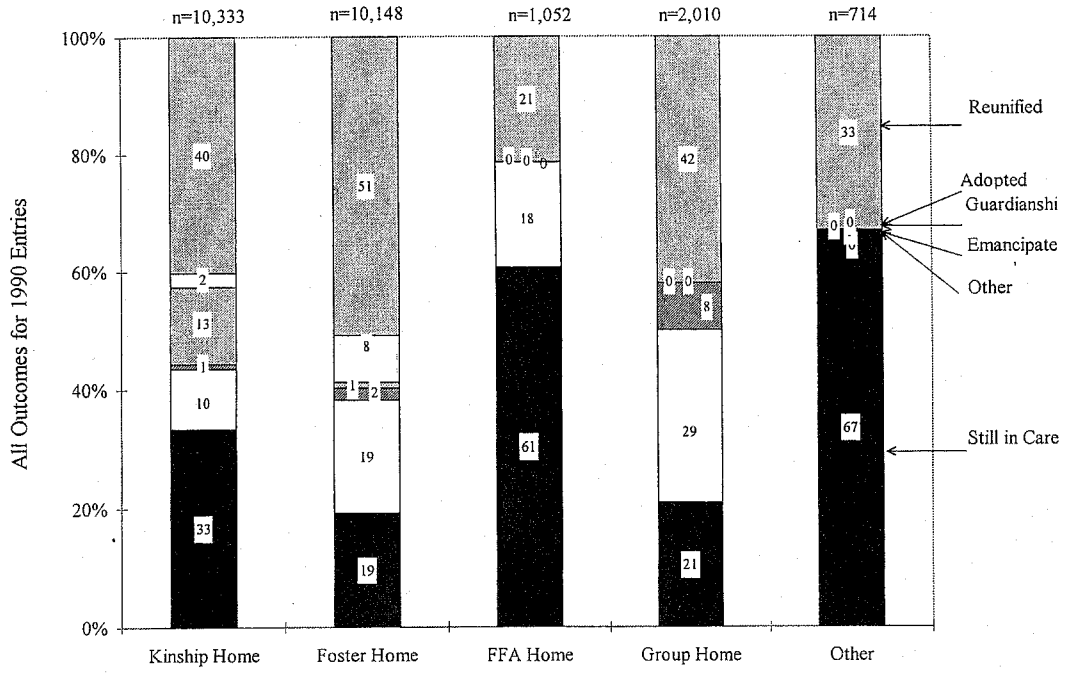 n=10,333 n=10,148 n=1,052 n=2,010 n=714
100%
80%
60%
40%
20%
0%
All Outcomes for 1990 Entries
40
2
13
1
10
33
51
8
1 2
19
19
21
0 0 0
18
61
42
0 0
8
29
21
33
0 0
0
67
Reunified
Adopted
Guardianshi
Emancipate
Other
Still in Care
Kinship Home Foster Home FFA Home Group Home Other